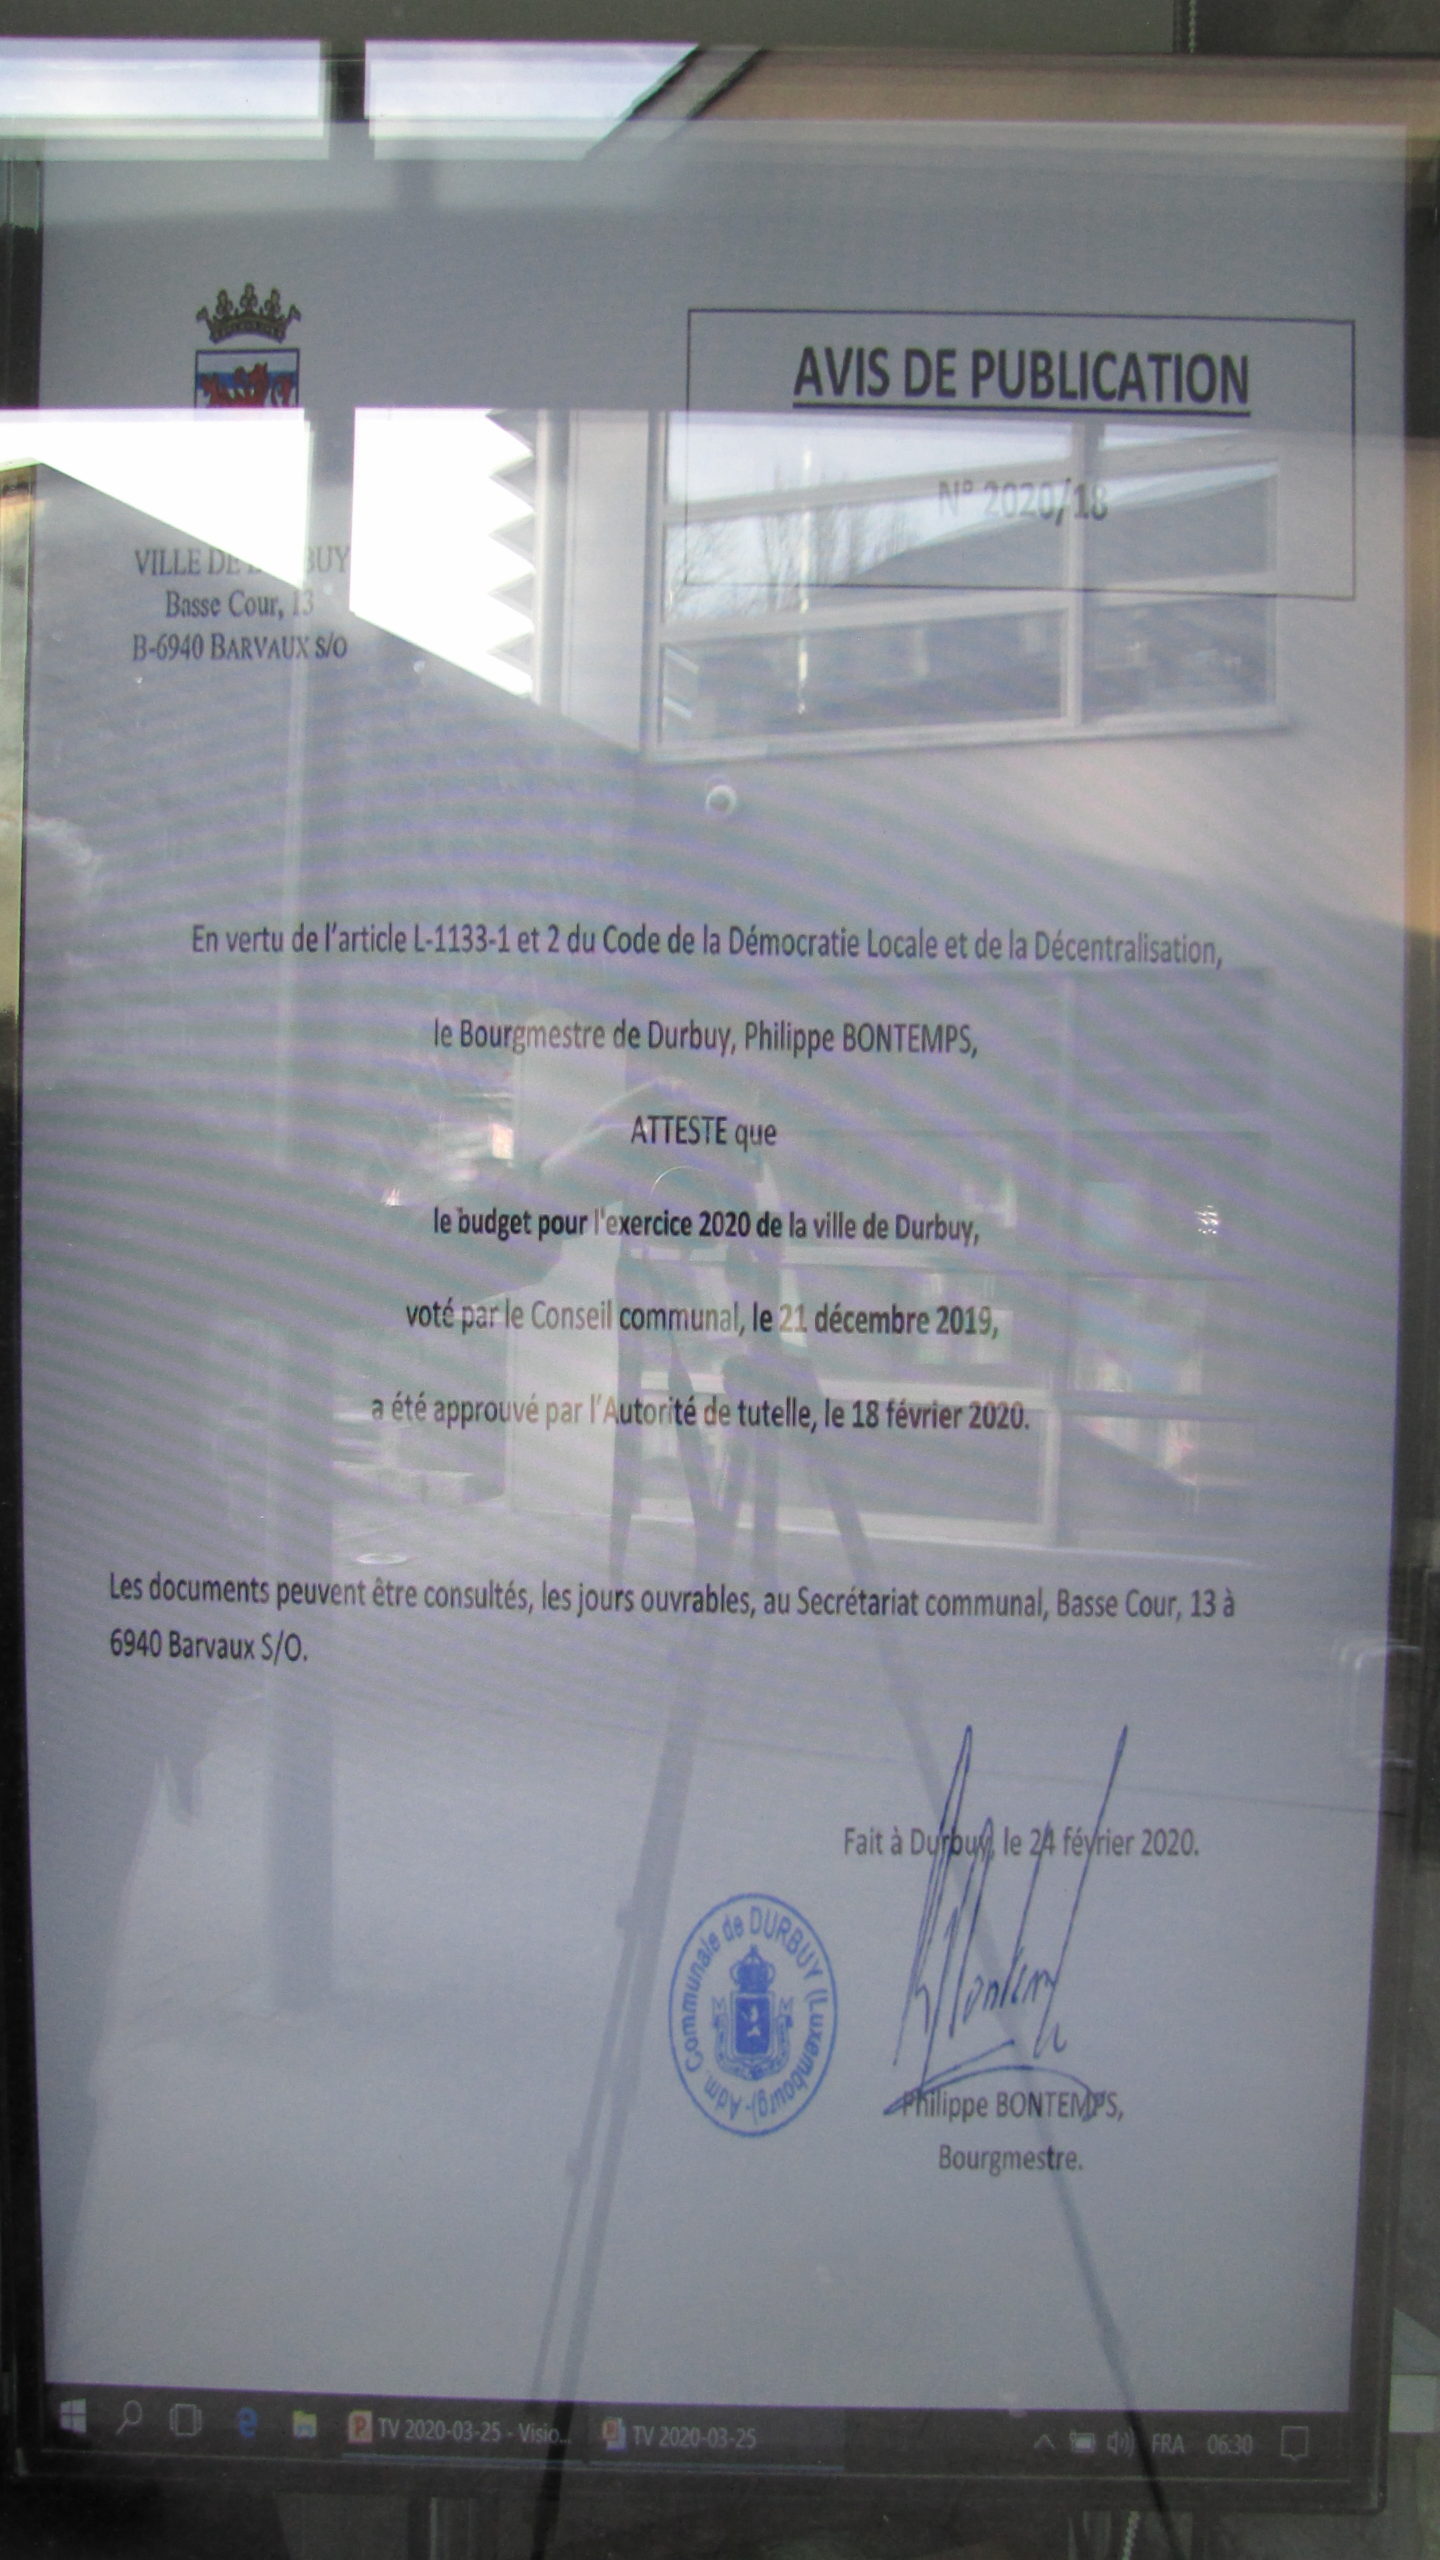 AVIS DE PUBLICATION
N° 2020/18
VILLE DE DURBUY
Basse Cour, 13
B-6940 BARVAUX S/O
En vertu de l'article L-1133-1 et 2 du Code de la Démocratie Locale et de la Décentralisation,
le Bourgmestre de Durbuy, Philippe BONTEMPS,
ATTESTE que
le budget pour l'exercice 2020 de la ville de Durbuy,
voté par le Conseil communal, le 21 décembre 2019,
a été approuvé par l'Autorité de tutelle, le 18 février 2020.
Les documents peuvent être consultés, les jours ouvrables, au Secrétariat communal, Basse Cour, 13 à
6940 Barvaux S/O.
Fait à Durbuy, le 24 février 2020.
Adm. Communale de DURBUY (Luxembourg)-
Philippe BONTEMPS,
Bourgmestre.
TV 2020-03-25 - Visio...
TV 2020-03-25
FRA
06:30